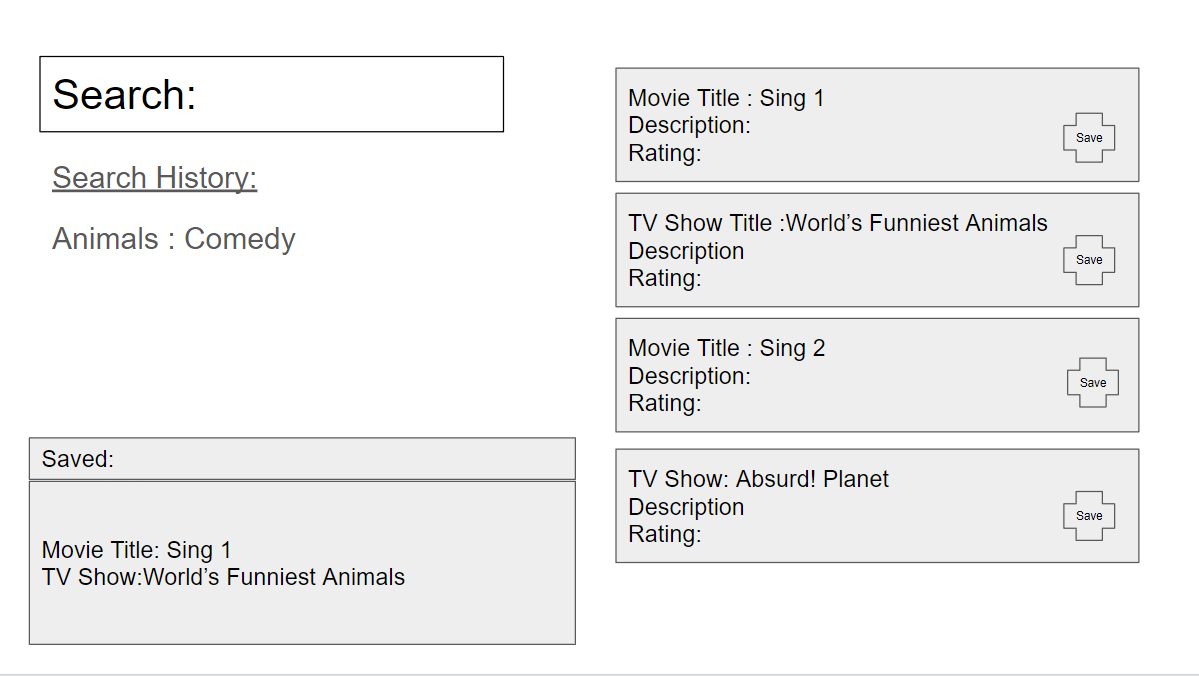 Search:
Search History:
Animals : Comedy
Saved:
Movie Title: Sing 1
TV Show:World’s Funniest Animals
Movie Title : Sing 1
Description:
Rating:
Save
TV Show Title :World’s Funniest Animals
Description
Rating:
Save
Movie Title : Sing 2
Description:
Rating:
Save
TV Show: Absurd! Planet
Description
Rating:
Save